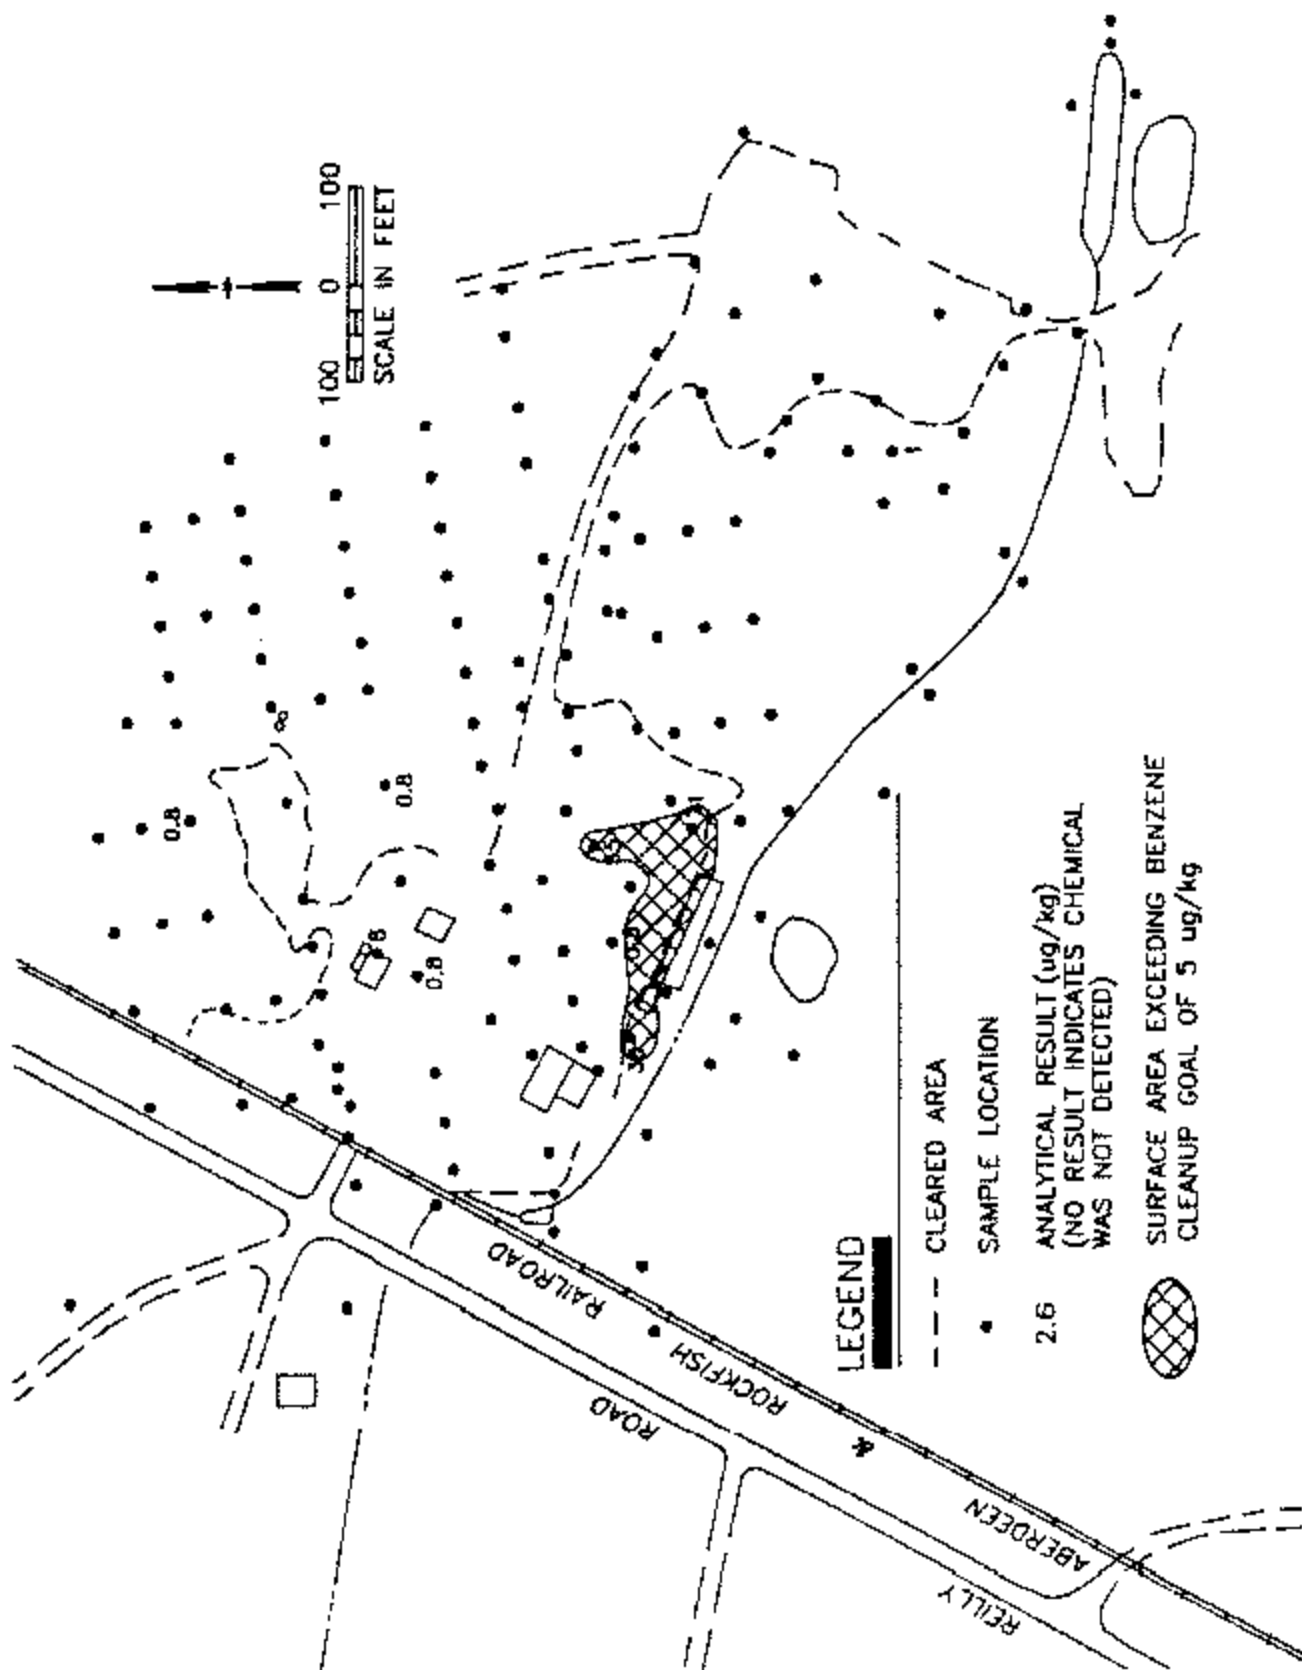 100 0 100
SCALE IN FEET
0.8
8
0.8
6
0.8
RAILROAD
ROCKFISH
&
ABERDEEN
ROAD
REILLY
LEGEND
CLEARED AREA
SAMPLE LOCATION
2.6 ANALYTICAL RESULT (ug/kg)
(NO RESULT INDICATES CHEMICAL
WAS NOT DETECTED)
SURFACE AREA EXCEEDING BENZENE
CLEANUP GOAL OF 5 ug/kg